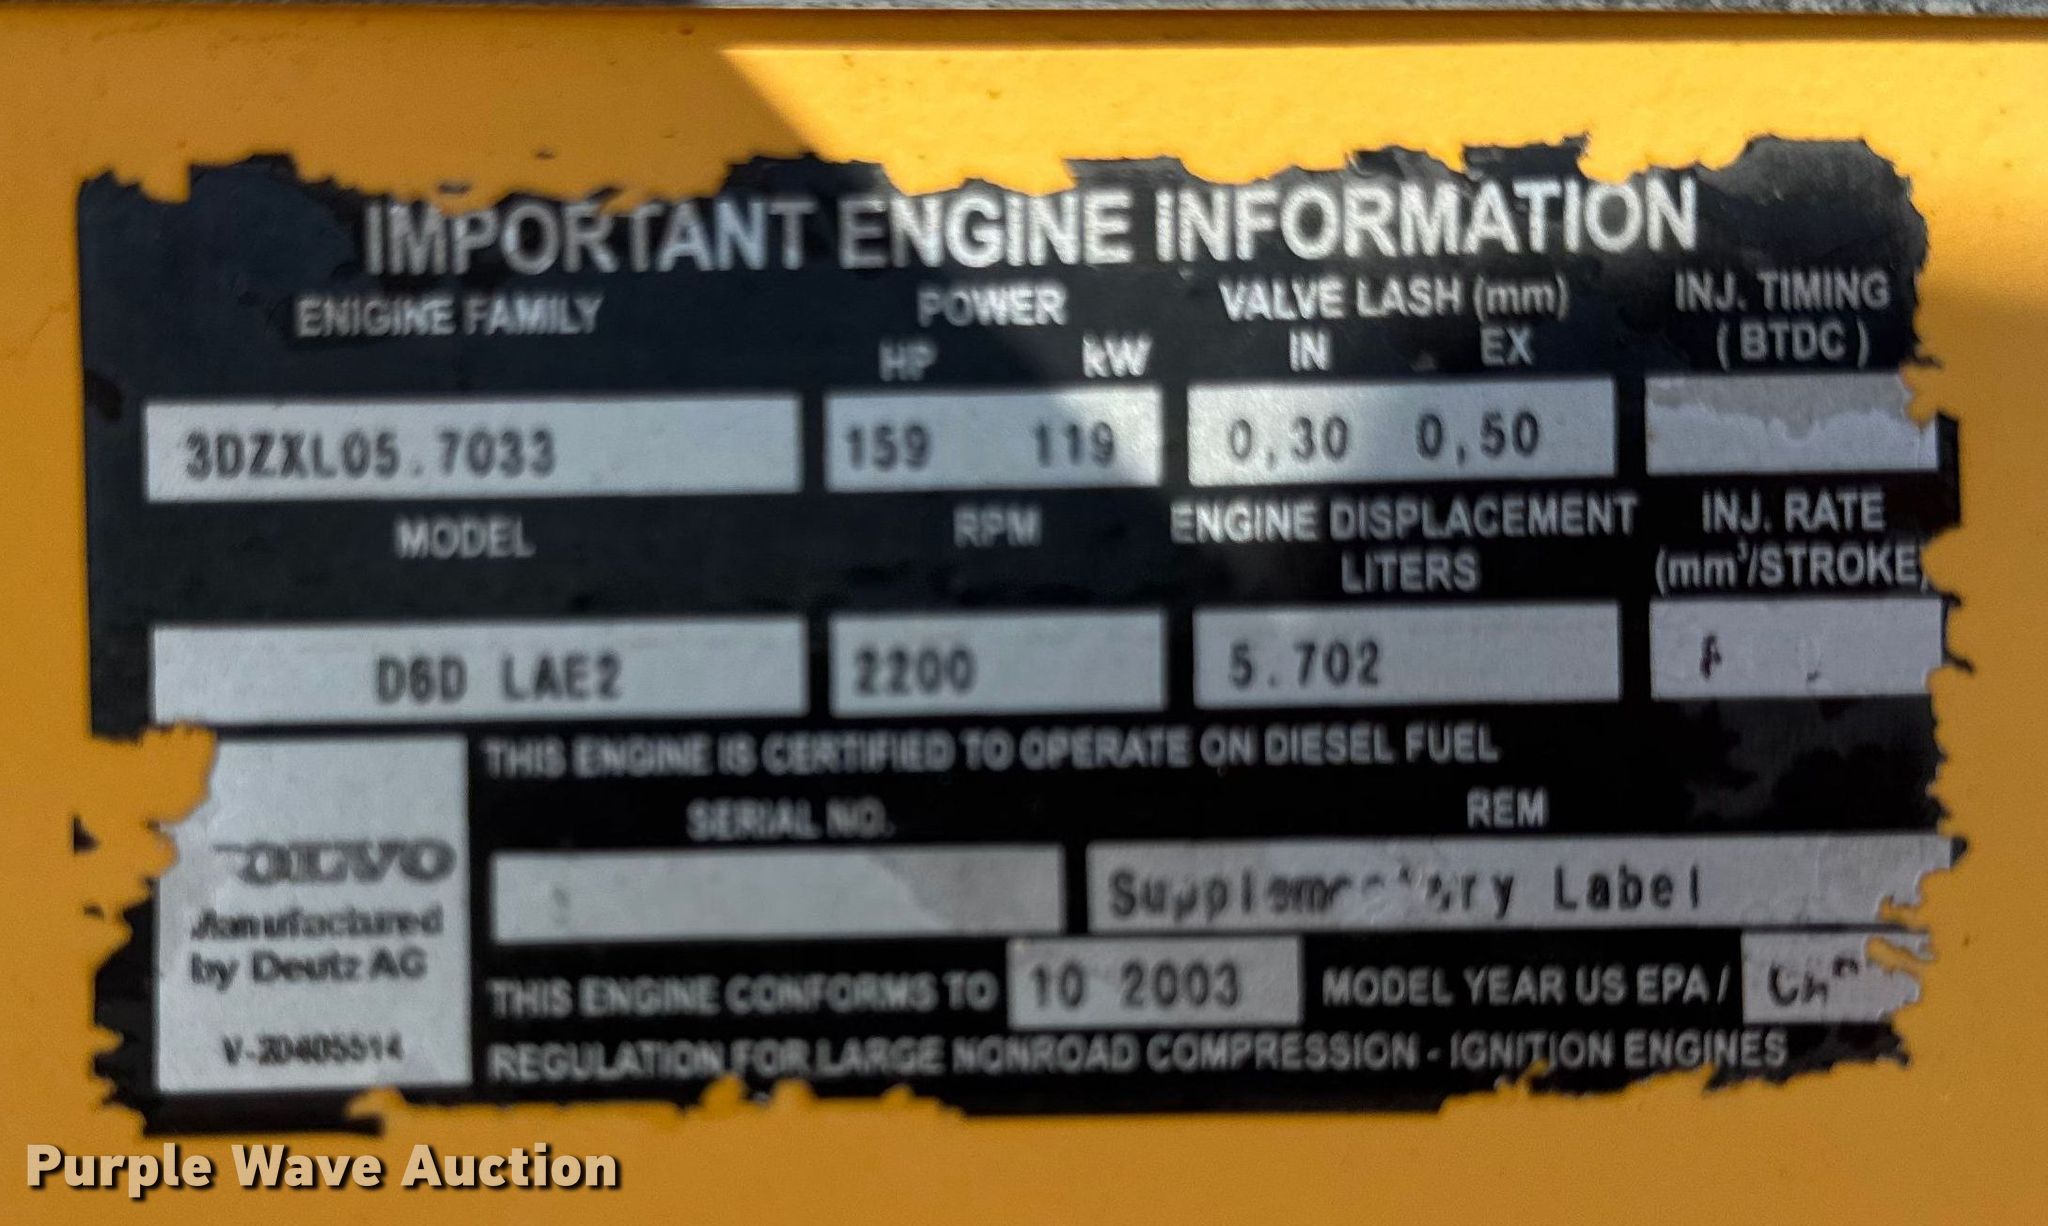 IMPORTANT ENGINE INFORMATION
ENIGINE FAMILY POWER VALVE LASH (mm) INJ. TIMING
HP kW IN EX ( BTDC )
3DZXL05.7033 159 119 0,30 0,50
MODEL RPM ENGINE DISPLACEMENT INJ. RATE
LITERS (mm³/STROKE)
D6D LAE2 2200 5.702
THIS ENGINE IS CERTIFIED TO OPERATE ON DIESEL FUEL
SERIAL NO. REM
OLVO Supplementary Label
Manufactured
by Deutz AG
THIS ENGINE CONFORMS TO 10 2003 MODEL YEAR US EPA /
V-20405514
REGULATION FOR LARGE NONROAD COMPRESSION - IGNITION ENGINES
Purple Wave Auction